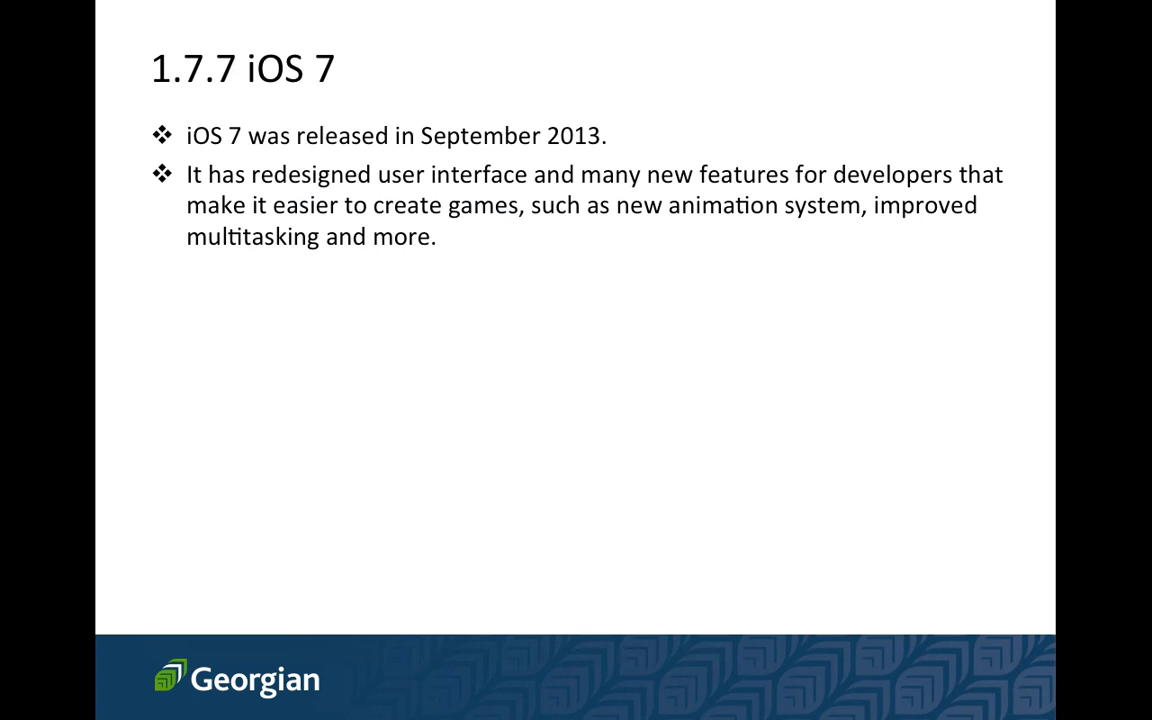 1.7.7 iOS 7
❖ iOS 7 was released in September 2013.
❖ It has redesigned user interface and many new features for developers that
make it easier to create games, such as new animation system, improved
multitasking and more.
Georgian